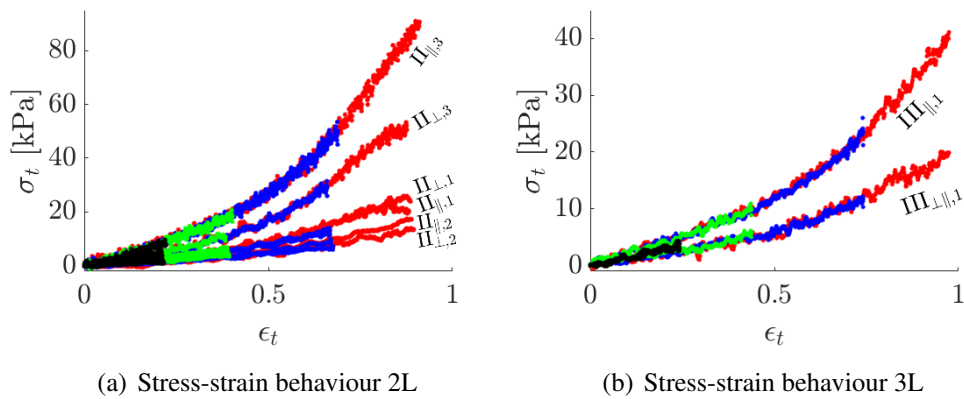 80
60
40
20
0
σt [kPa]
II∥,3
II⊥,3
II⊥,1
II∥,1
II∥,2
II⊥,2
0
0.5
1
ϵt
(a) Stress-strain behaviour 2L
40
30
20
10
0
σt [kPa]
III∥,1
III⊥∥,1
0
0.5
1
ϵt
(b) Stress-strain behaviour 3L